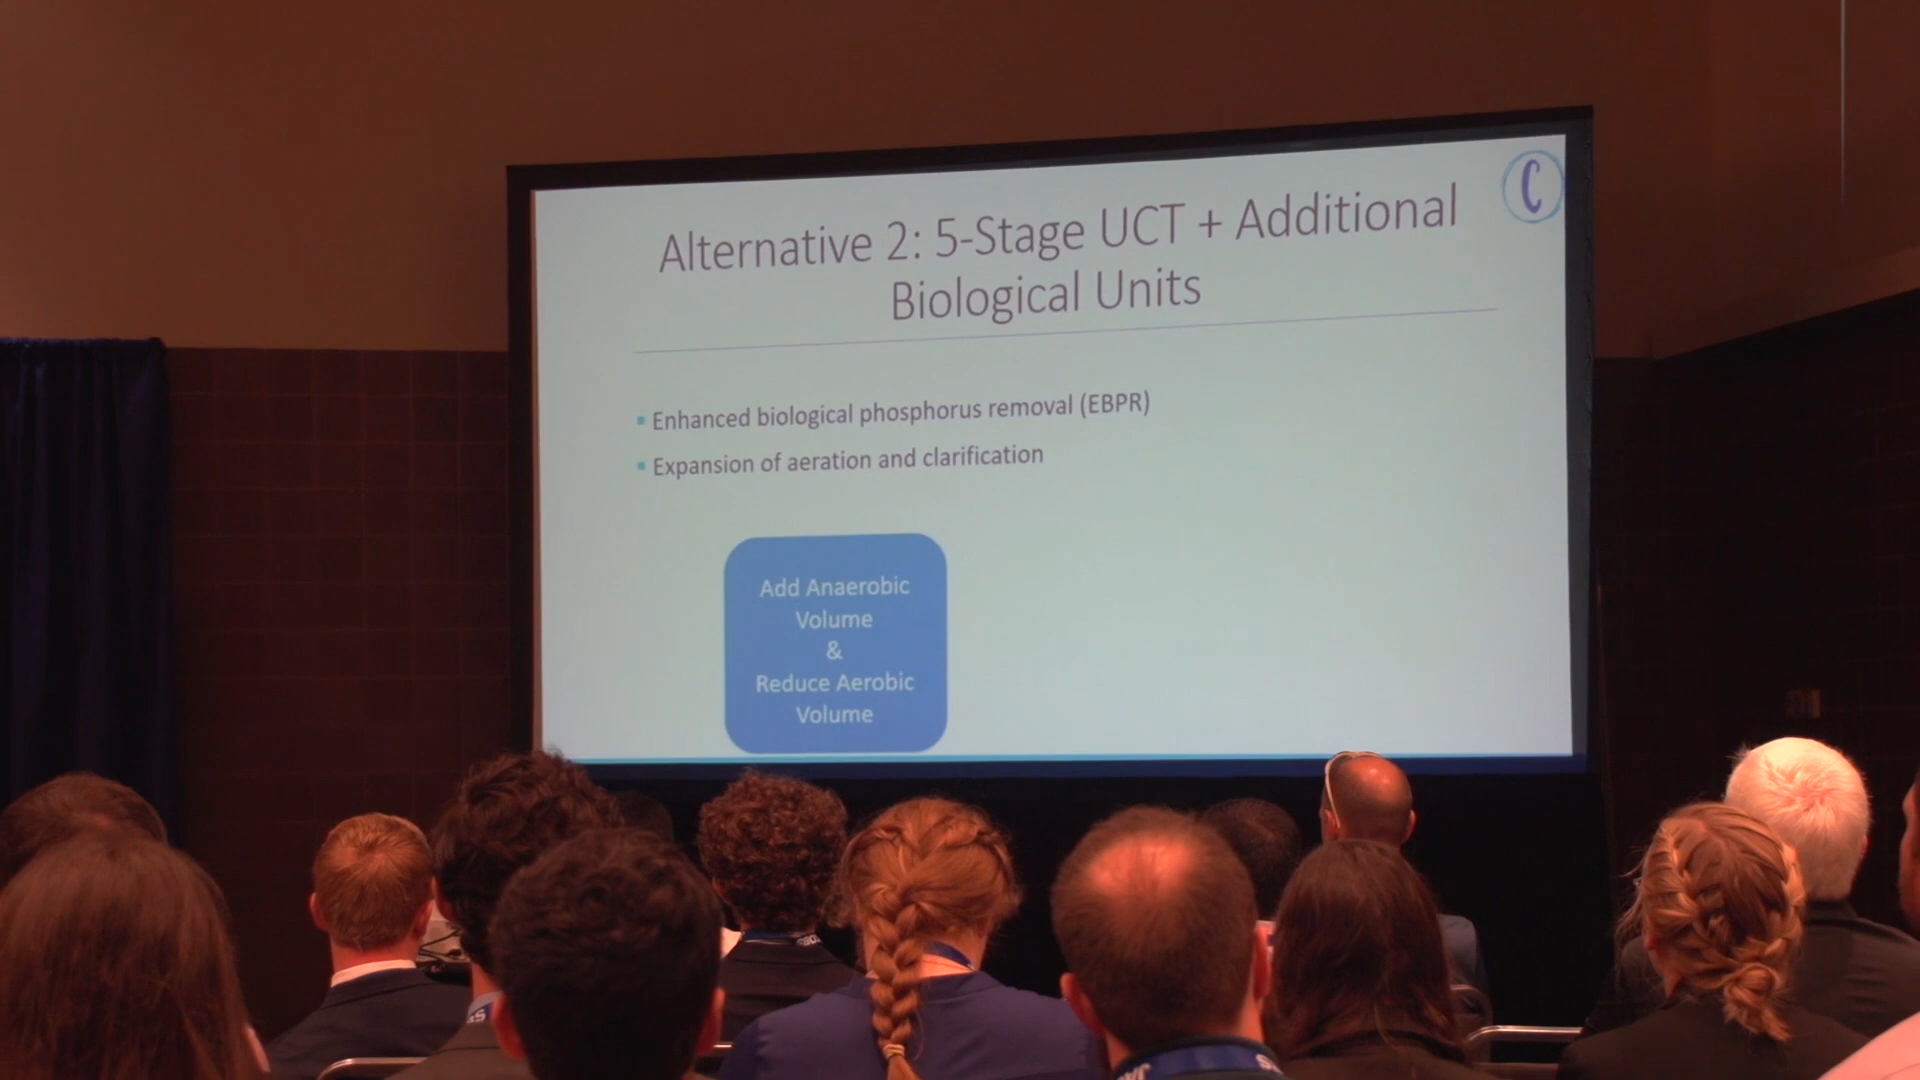 C
Alternative 2: 5-Stage UCT + Additional
Biological Units
Enhanced biological phosphorus removal (EBPR)
Expansion of aeration and clarification
Add Anaerobic
Volume
&
Reduce Aerobic
Volume